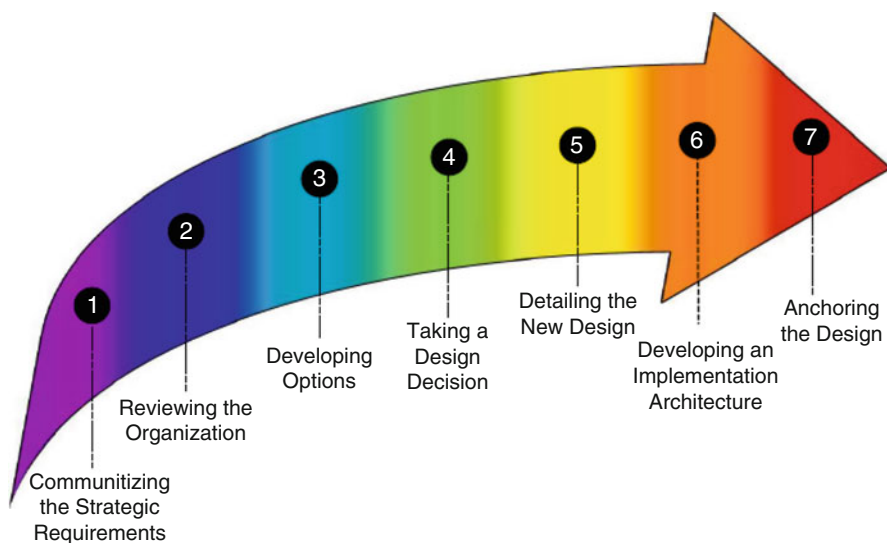 1
Communitizing
the Strategic
Requirements
2
Reviewing the
Organization
3
Developing
Options
4
Taking a
Design
Decision
5
Detailing the
New Design
6
Developing an
Implementation
Architecture
7
Anchoring
the Design